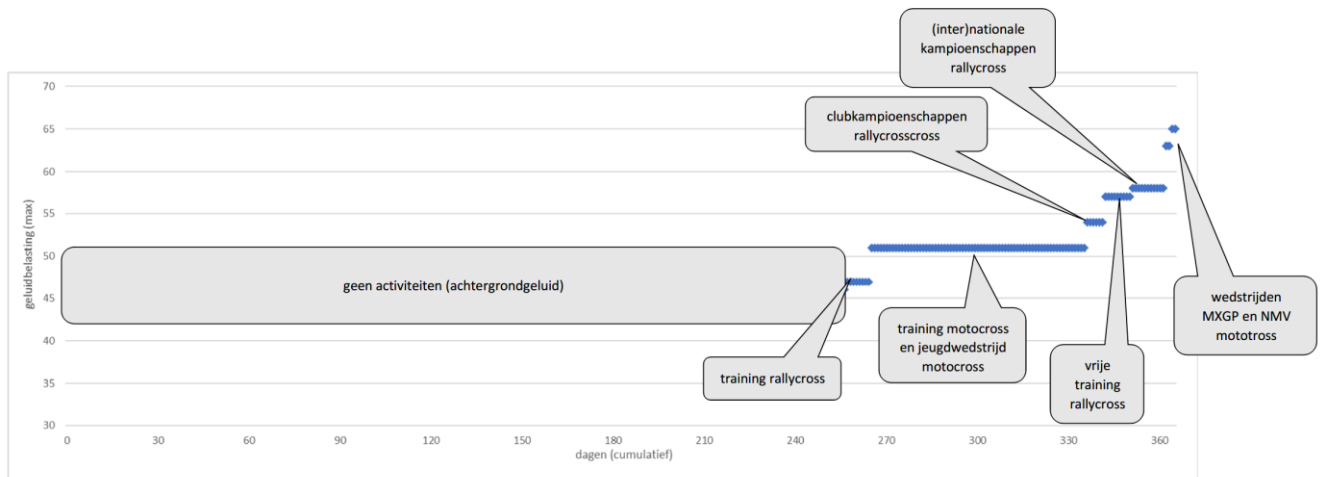 (inter)nationale
kampioenschappen
rallycross
clubkampioenschappen
rallycrosscross
geluidbelasting (max)
70
65
60
55
50
45
40
35
30
geen activiteiten (achtergrondgeluid)
training rallycross
training motocross
en jeugdwedstrijd
motocross
vrije
training
rallycross
wedstrijden
MXGP en NMV
mototross
0 30 60 90 120 150 180 210 240 270 300 330 360
dagen (cumulatief)